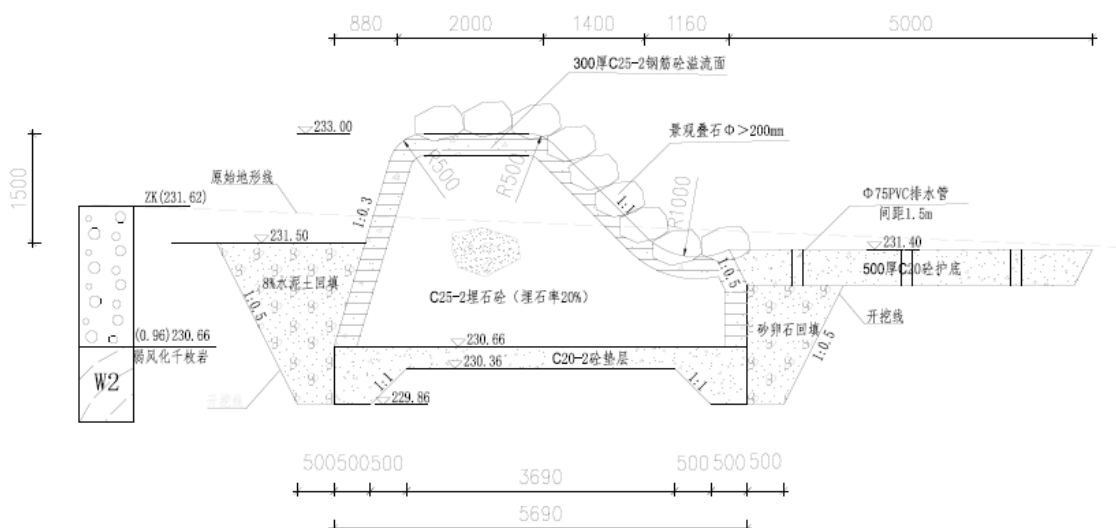 880 2000 1400 1160 5000
300厚C25-2钢筋砼溢流面
233.00
景观叠石Φ＞200mm
R500
R500
1500
原始地形线
ZK(231.62)
1:0.3
1:1
R1000
Φ75PVC排水管
间距1.5m
231.50
231.40
8%水泥土回填
500厚C20砼护底
1:0.5
1:0.5
C25-2埋石砼（埋石率20%）
砂卵石回填
开挖线
1:0.5
(0.96)230.66
弱风化千枚岩
230.66
C20-2砼垫层
230.36
W2
1:1
1:1
229.86
开挖线
500 500 500 3690 500 500 500
5690